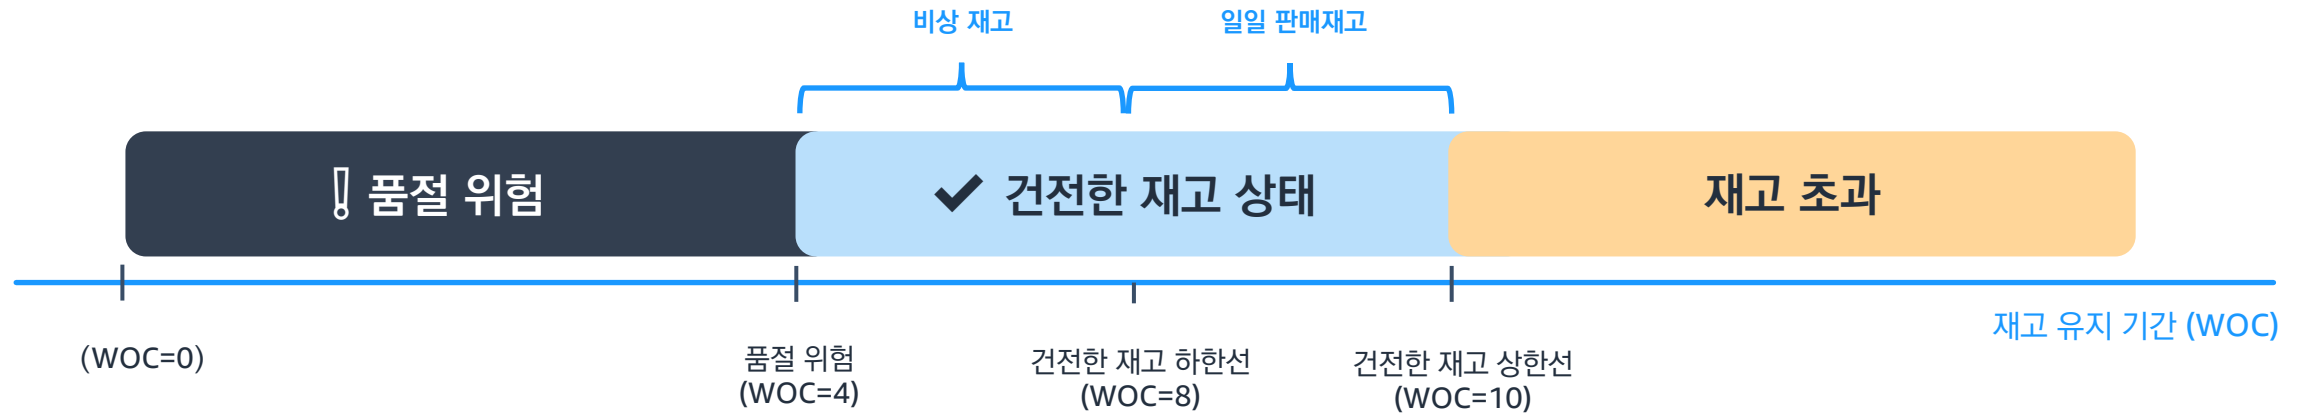 비상 재고
일일 판매재고
품절 위험
건전한 재고 상태
재고 초과
재고 유지 기간 (WOC)
(WOC=0)
품절 위험
(WOC=4)
건전한 재고 하한선
(WOC=8)
건전한 재고 상한선
(WOC=10)